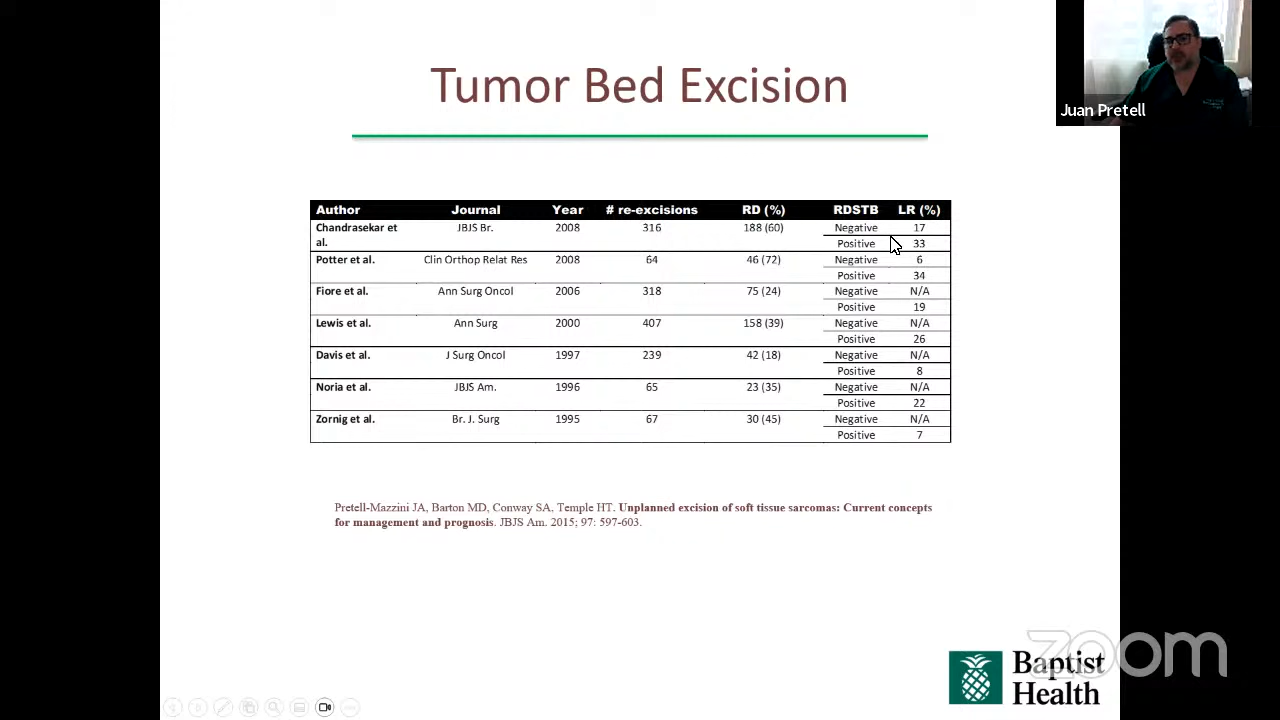 Tumor Bed Excision
Juan Pretell
Author Journal Year # re-excisions RD (%) RDSTB LR (%)
Chandrasekar et al. JBJS Br. 2008 316 188 (60) Negative 17
Positive 33
Potter et al. Clin Orthop Relat Res 2008 64 46 (72) Negative 6
Positive 34
Fiore et al. Ann Surg Oncol 2006 318 75 (24) Negative N/A
Positive 19
Lewis et al. Ann Surg 2000 407 158 (39) Negative N/A
Positive 26
Davis et al. J Surg Oncol 1997 239 42 (18) Negative N/A
Positive 8
Noria et al. JBJS Am. 1996 65 23 (35) Negative N/A
Positive 22
Zornig et al. Br. J. Surg 1995 67 30 (45) Negative N/A
Positive 7
Pretell-Mazzini JA, Barton MD, Conway SA, Temple HT. Unplanned excision of soft tissue sarcomas: Current concepts
for management and prognosis. JBJS Am. 2015; 97: 597-603.
zoom
Baptist
Health